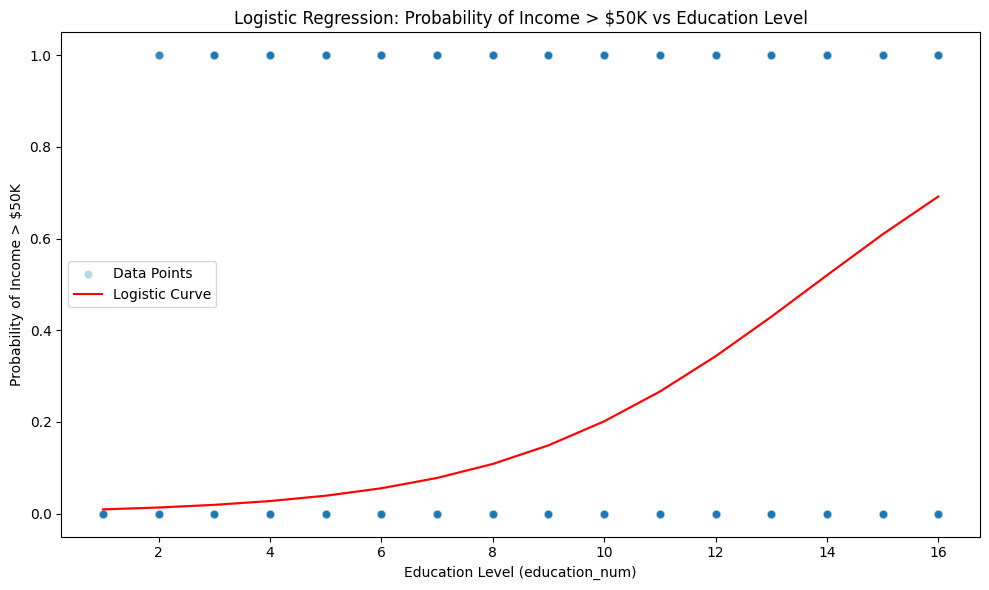 Logistic Regression: Probability of Income > $50K vs Education Level
Probability of Income > $50K
1.0
0.8
0.6
0.4
0.2
0.0
Data Points
Logistic Curve
2 4 6 8 10 12 14 16
Education Level (education_num)